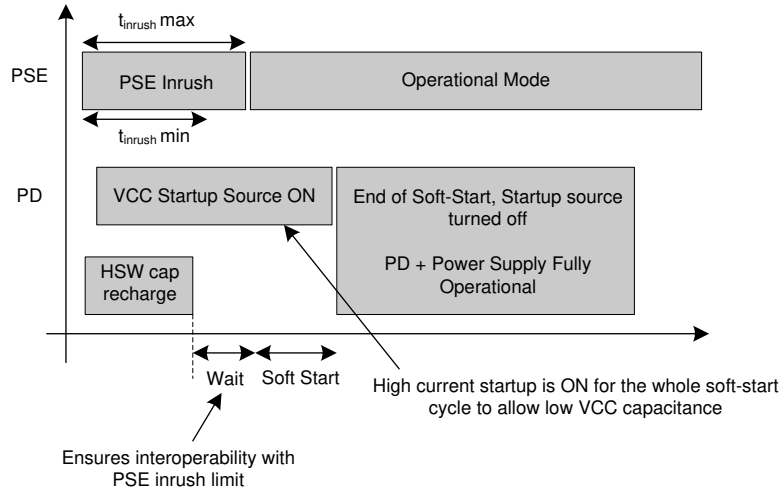 t_inrush max
PSE
PSE Inrush
Operational Mode
t_inrush min
PD
VCC Startup Source ON
End of Soft-Start, Startup source
turned off
PD + Power Supply Fully
Operational
HSW cap
recharge
Wait
Soft Start
High current startup is ON for the whole soft-start
cycle to allow low VCC capacitance
Ensures interoperability with
PSE inrush limit